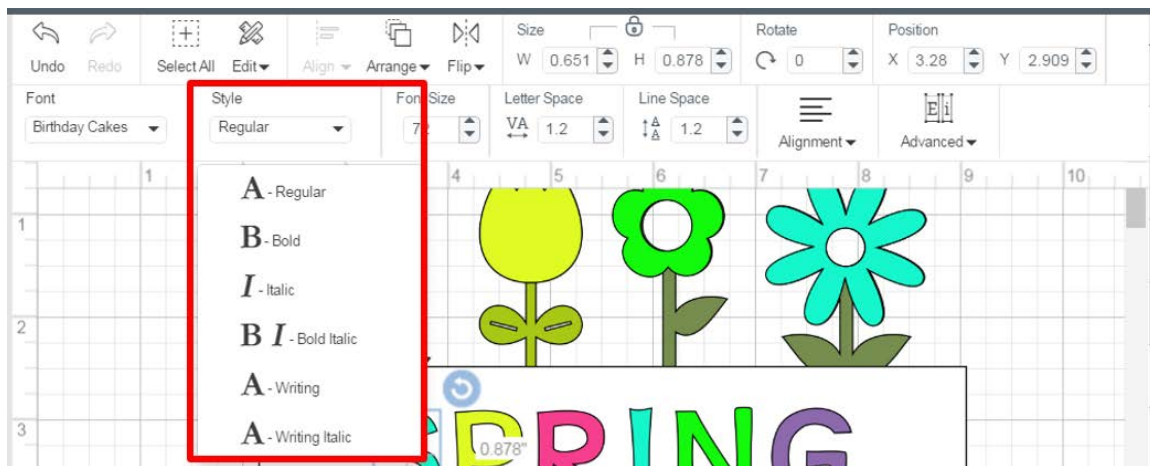 Size
Rotate
Position
W 0.651 H 0.878
0
X 3.28 Y 2.909
Undo Redo Select All Edit Align Arrange Flip
Font Style Font Size Letter Space Line Space
Birthday Cakes Regular 72 VA 1.2 A A 1.2
E i
Alignment Advanced
1 4 5 6 7 8 9 10
A - Regular
1
B - Bold
I - Italic
2
B I - Bold Italic
A - Writing
3
A - Writing Italic
SPRING
0.878"